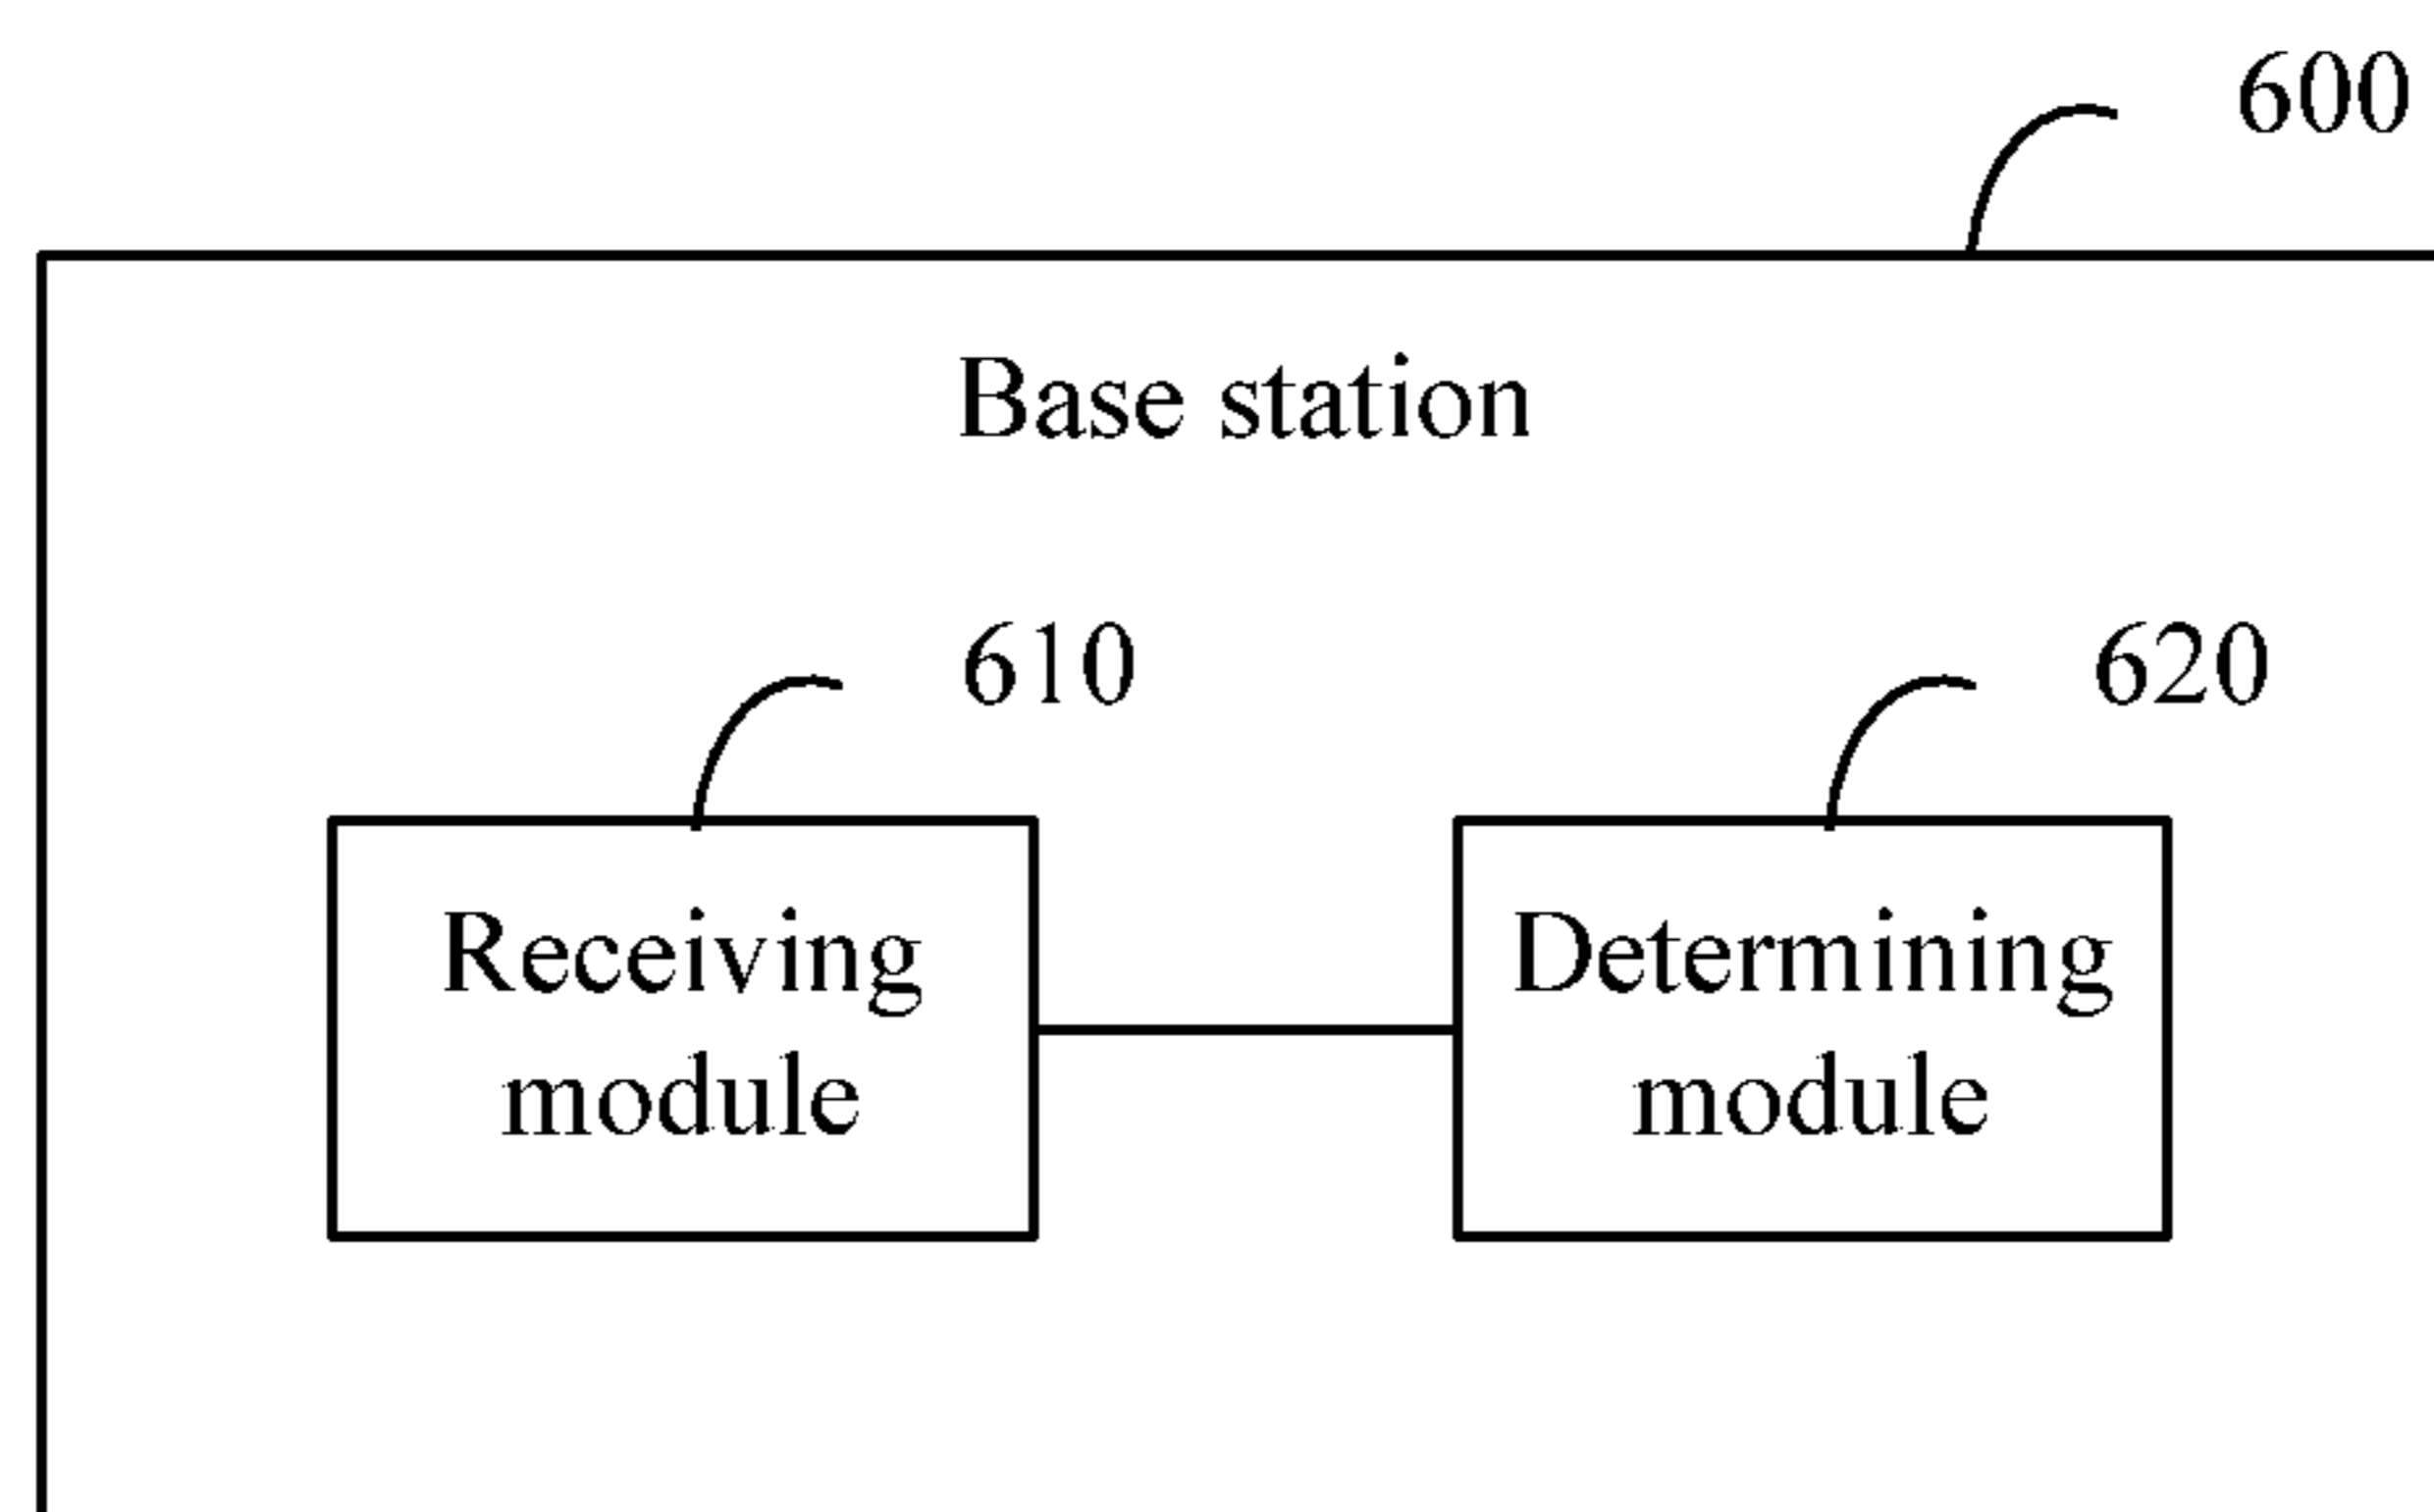 600
Base station
610
620
Receiving
module
Determining
module